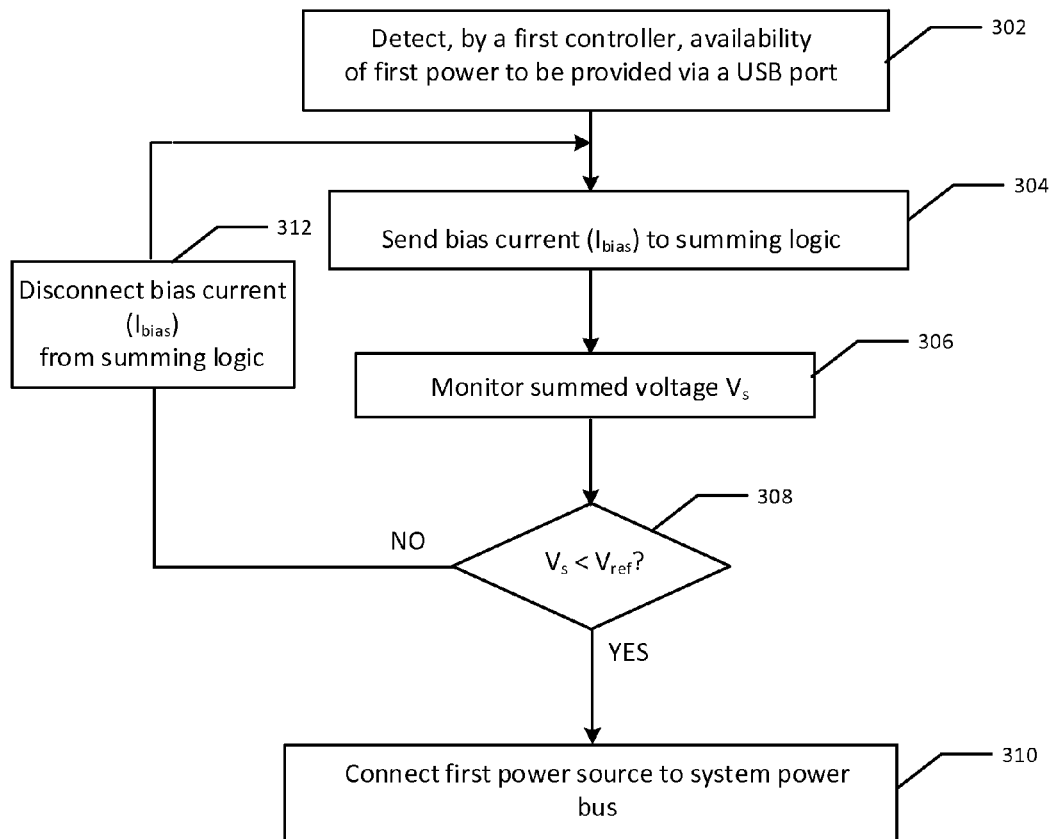 Detect, by a first controller, availability
of first power to be provided via a USB port
302
304
Send bias current (Ibias) to summing logic
312
Disconnect bias current
(Ibias)
from summing logic
306
Monitor summed voltage Vs
308
NO
Vs < Vref?
YES
310
Connect first power source to system power
bus